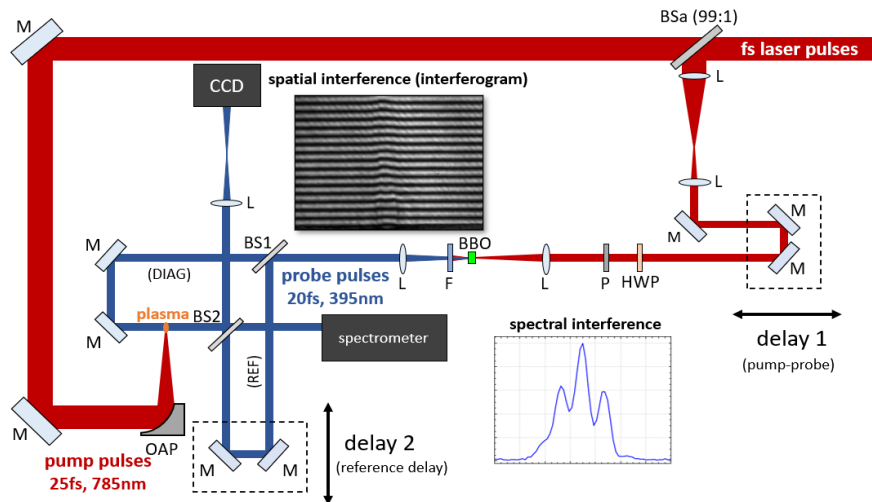 BSa (99:1)
M
fs laser pulses
CCD
spatial interference (interferogram)
L
L
L
M
M
M
BS1
BBO
(DIAG)
probe pulses
20fs, 395nm
L
F
L
P
HWP
M
plasma
BS2
M
spectrometer
spectral interference
delay 1
(pump-probe)
(REF)
M
OAP
delay 2
(reference delay)
M
M
pump pulses
25fs, 785nm